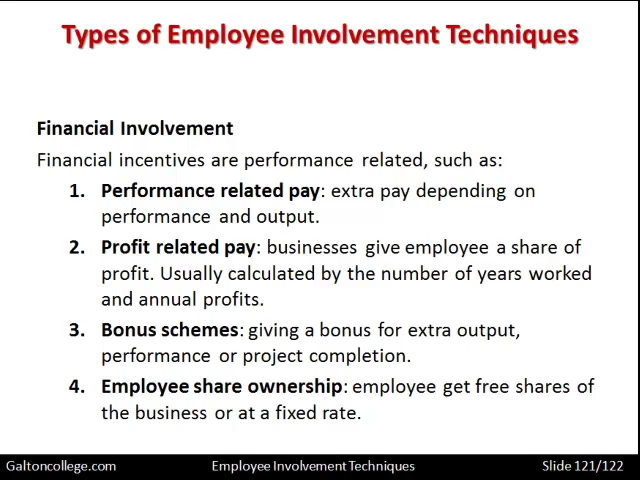 Types of Employee Involvement Techniques
Financial Involvement
Financial incentives are performance related, such as:
1. Performance related pay: extra pay depending on
performance and output.
2. Profit related pay: businesses give employee a share of
profit. Usually calculated by the number of years worked
and annual profits.
3. Bonus schemes: giving a bonus for extra output,
performance or project completion.
4. Employee share ownership: employee get free shares of
the business or at a fixed rate.
Galtoncollege.com Employee Involvement Techniques Slide 121/122